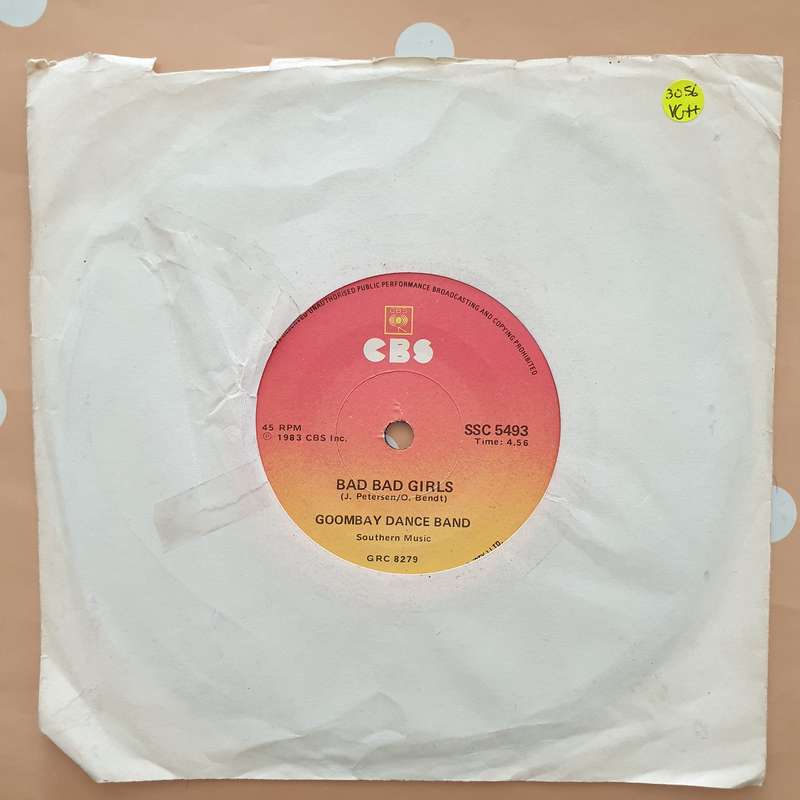 3056
VG++
UNAUTHORISED PUBLIC PERFORMANCE BROADCASTING AND COPYING PROHIBITED
CBS
CBS
45 RPM
℗ 1983 CBS Inc.
SSC 5493
Time: 4.56
BAD BAD GIRLS
(J. Petersen/O. Bendt)
GOOMBAY DANCE BAND
Southern Music
GRC 8279
LTD.